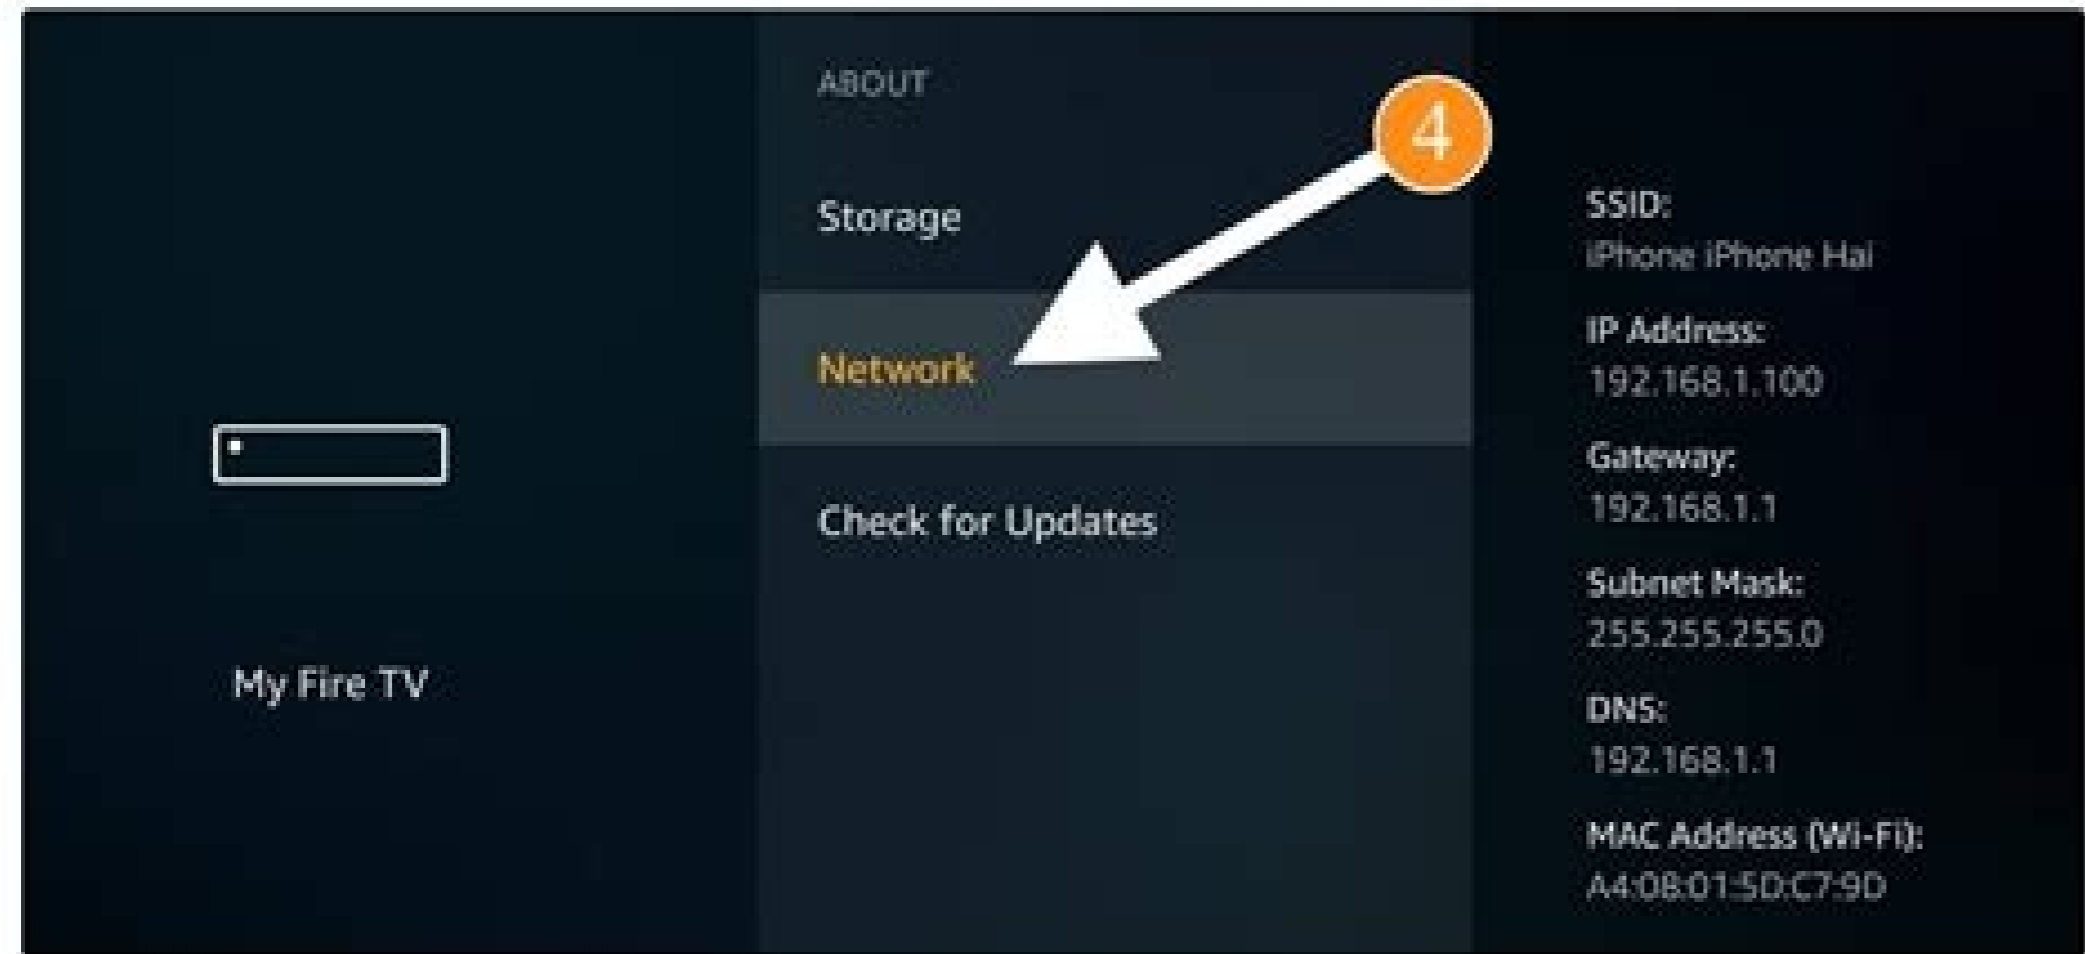 ABOUT
4
Storage
Network
Check for Updates
My Fire TV
SSID:
iPhone iPhone Hai
IP Address:
192.168.1.100
Gateway:
192.168.1.1
Subnet Mask:
255.255.255.0
DNS:
192.168.1.1
MAC Address (Wi-Fi):
A4:08:01:5D:C7:9D